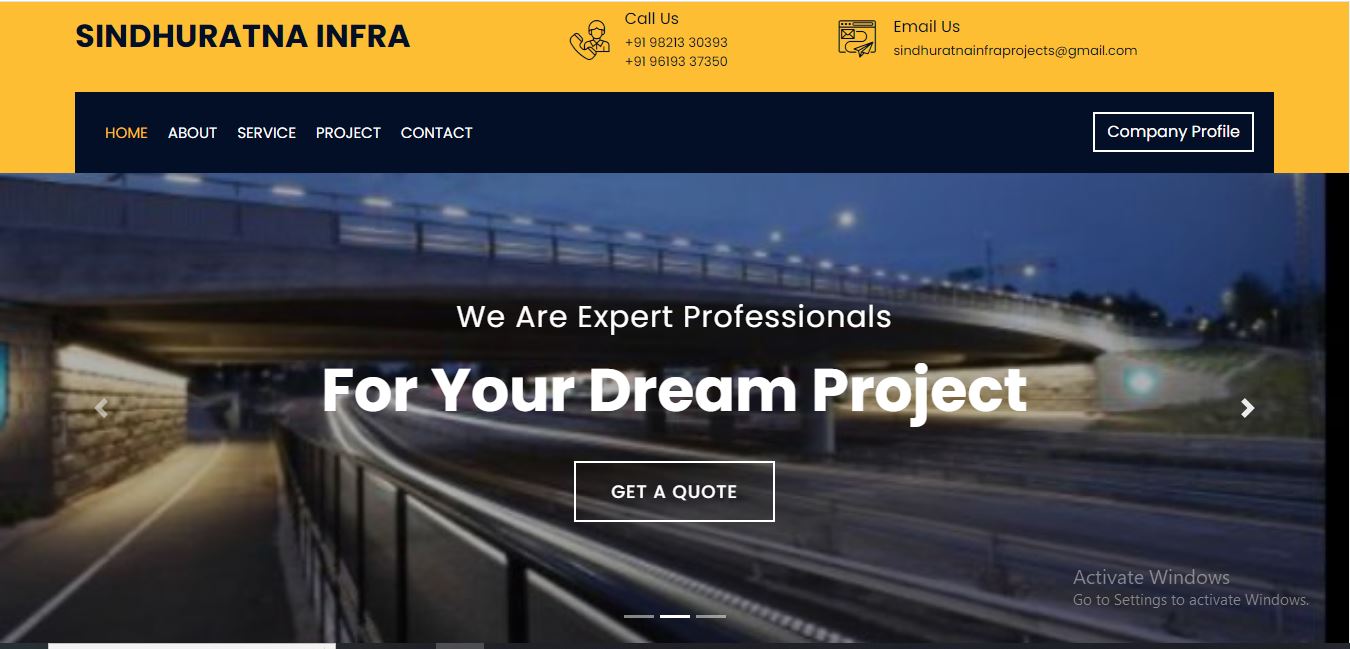 SINDHURATNA INFRA
Call Us
+91 98213 30393
+91 96193 37350
Email Us
sindhuratnainfraprojects@gmail.com
HOME ABOUT SERVICE PROJECT CONTACT
Company Profile
We Are Expert Professionals
For Your Dream Project
GET A QUOTE
Activate Windows
Go to Settings to activate Windows.